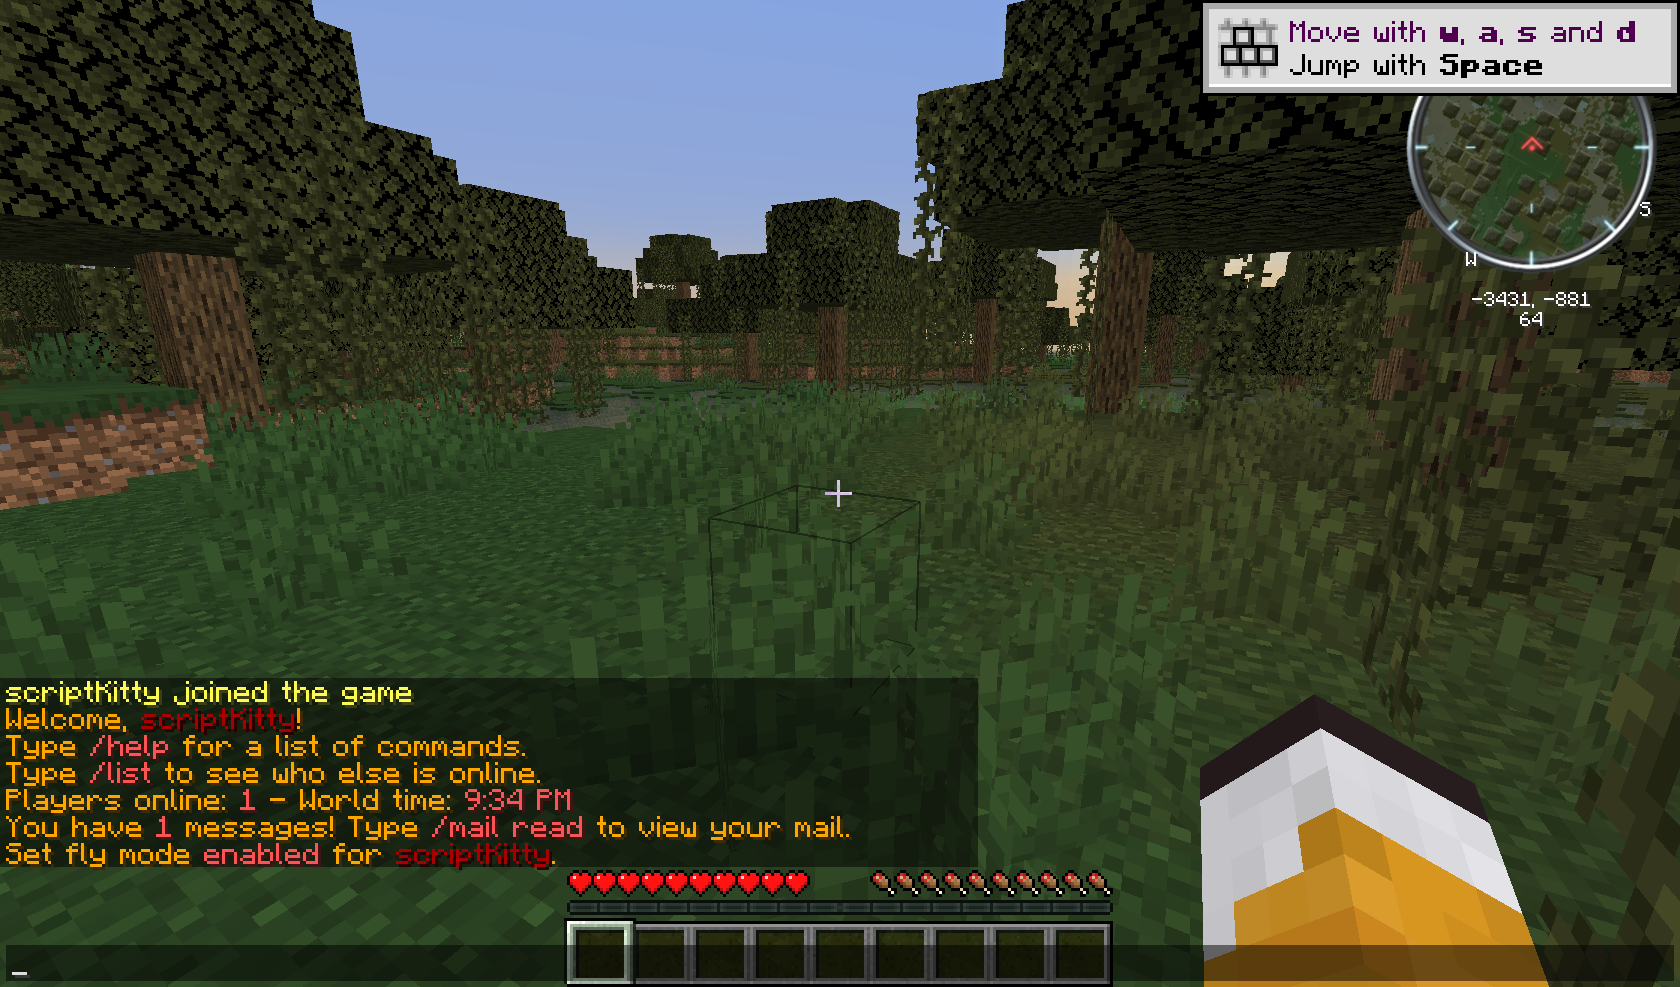 Move with w, a, s and d
Jump with Space
S
W
-3431, -881
64
scriptKitty joined the game
Welcome, scriptKitty!
Type /help for a list of commands.
Type /list to see who else is online.
Players online: 1 - World time: 9:34 PM
You have 1 messages! Type /mail read to view your mail.
Set fly mode enabled for scriptKitty.
_